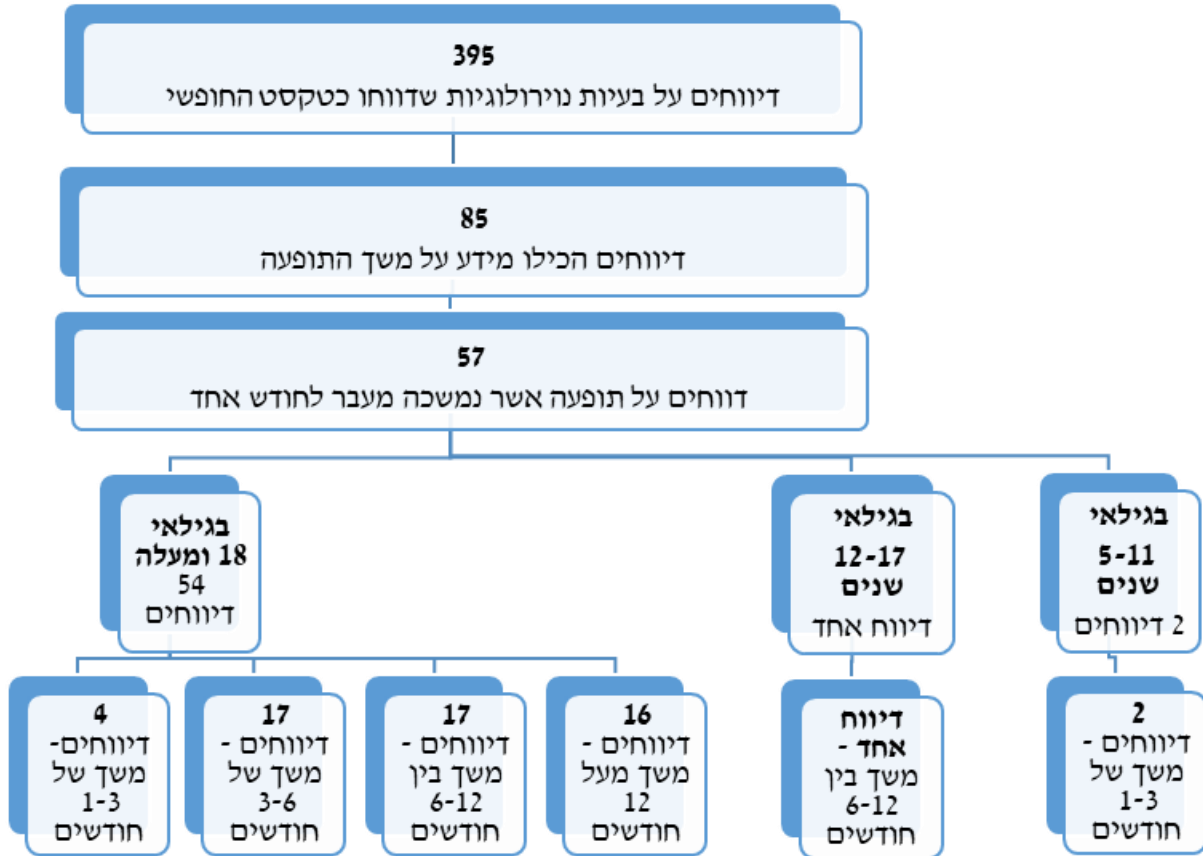 395
דיווחים על בעיות נוירולוגיות שדווחו כטקסט החופשי
85
דיווחים הכילו מידע על משך התופעה
57
דווחים על תופעה אשר נמשכה מעבר לחודש אחד
בגילאי
5-11
שנים
2 דיווחים
בגילאי
12-17
שנים
דיווח אחד
בגילאי
18 ומעלה
54
דיווחים
2
דיווחים -
משך של
1-3
חודשים
דיווח
אחד -
משך בין
6-12
חודשים
16
דיווחים -
משך מעל
12
חודשים
17
דיווחים -
משך בין
6-12
חודשים
17
דיווחים -
משך של
3-6
חודשים
4
דיווחים-
משך של
1-3
חודשים